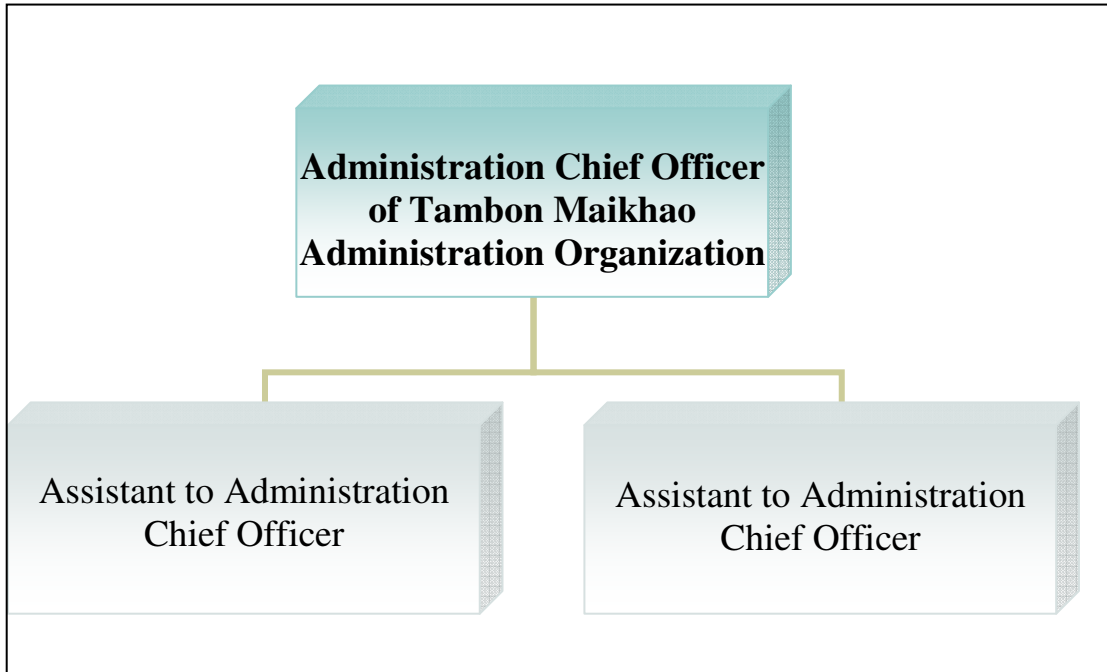 Administration Chief Officer
of Tambon Maikhao
Administration Organization
Assistant to Administration
Chief Officer
Assistant to Administration
Chief Officer